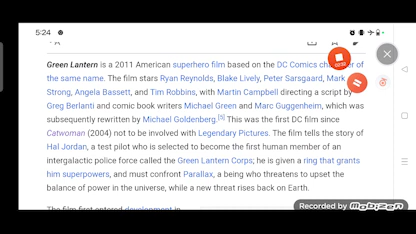 5:24
Green Lantern is a 2011 American superhero film based on the DC Comics character of
the same name. The film stars Ryan Reynolds, Blake Lively, Peter Sarsgaard, Mark
Strong, Angela Bassett, and Tim Robbins, with Martin Campbell directing a script by
Greg Berlanti and comic book writers Michael Green and Marc Guggenheim, which was
subsequently rewritten by Michael Goldenberg.[5] This was the first DC film since
Catwoman (2004) not to be involved with Legendary Pictures. The film tells the story of
Hal Jordan, a test pilot who is selected to become the first human member of an
intergalactic police force called the Green Lantern Corps; he is given a ring that grants
him superpowers, and must confront Parallax, a being who threatens to upset the
balance of power in the universe, while a new threat rises back on Earth.
The film first entered development in
Recorded by Mobizen